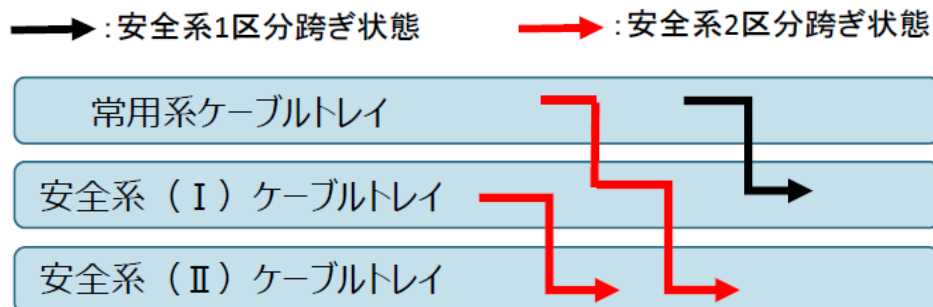 :安全系1区分跨ぎ状態 :安全系2区分跨ぎ状態
常用系ケーブルトレイ
安全系(Ⅰ)ケーブルトレイ
安全系(Ⅱ)ケーブルトレイ